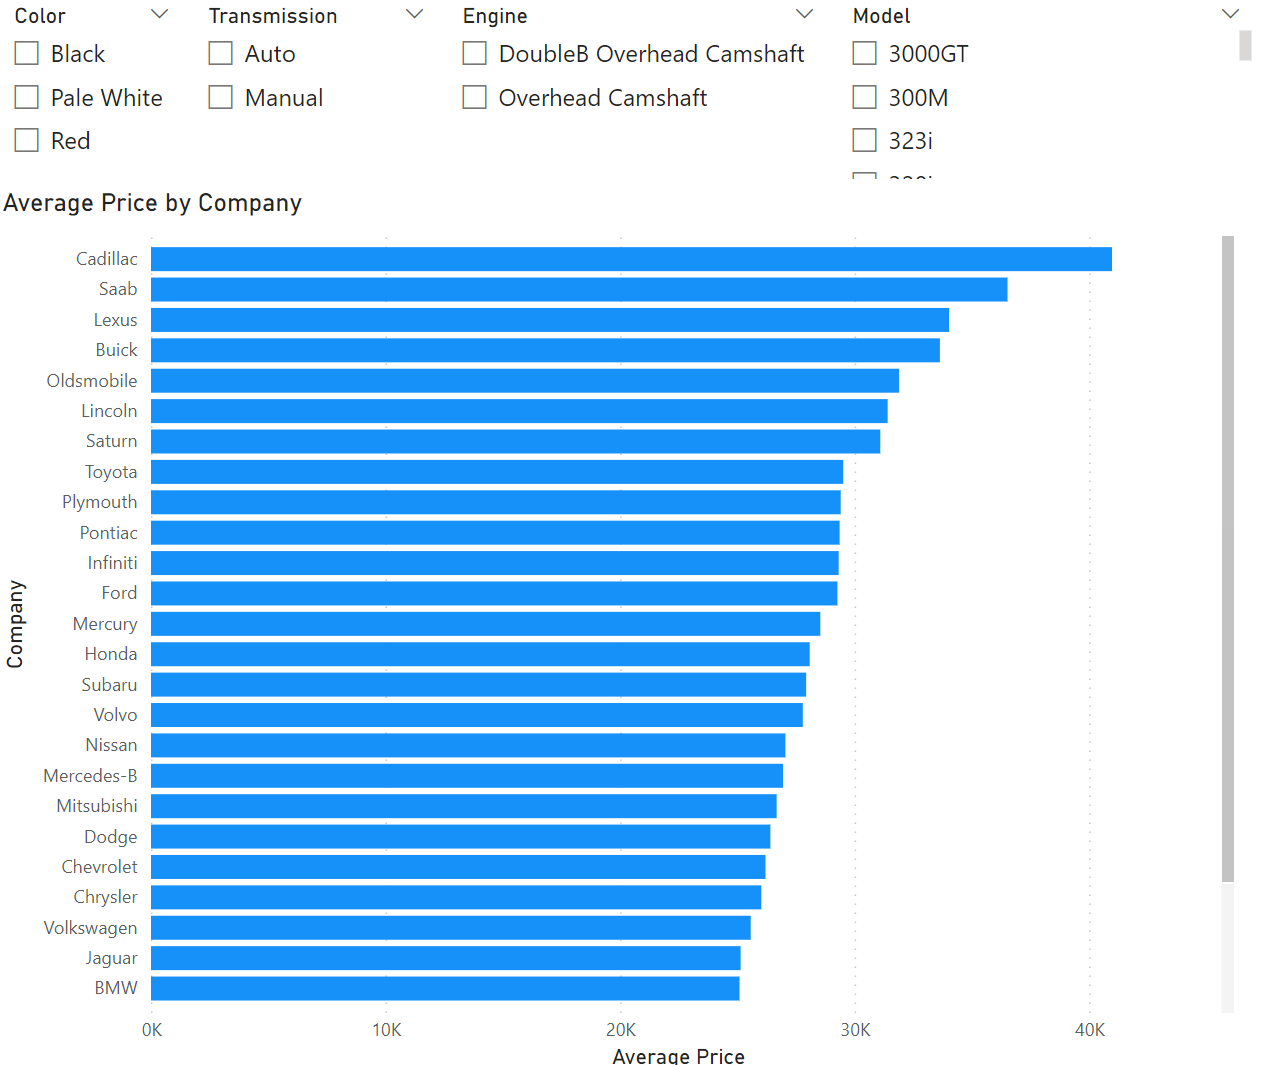 Color
Transmission
Engine
Model
Black
Auto
DoubleB Overhead Camshaft
3000GT
Pale White
Manual
Overhead Camshaft
300M
Red
323i
Average Price by Company
Cadillac
Saab
Lexus
Buick
Oldsmobile
Lincoln
Saturn
Toyota
Plymouth
Pontiac
Infiniti
Ford
Mercury
Honda
Subaru
Volvo
Nissan
Mercedes-B
Mitsubishi
Dodge
Chevrolet
Chrysler
Volkswagen
Jaguar
BMW
Company
0K 10K 20K 30K 40K
Average Price